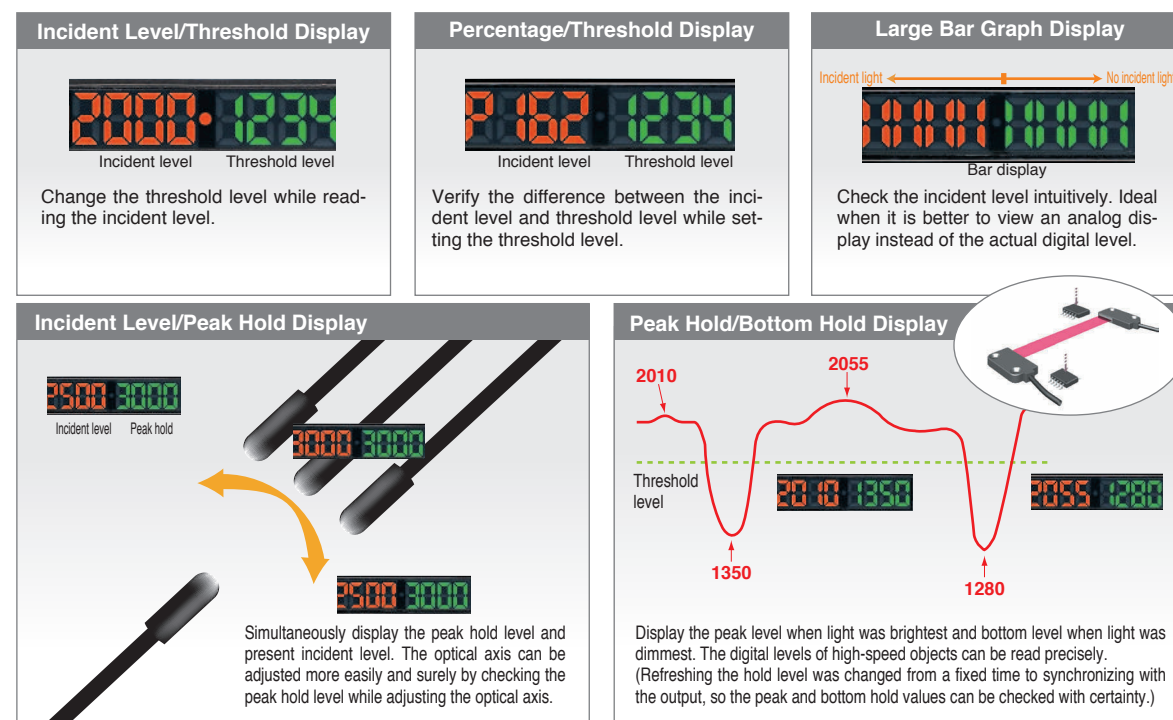 Incident Level/Threshold Display
2000 1234
Incident level Threshold level
Change the threshold level while read-
ing the incident level.
Percentage/Threshold Display
P 162 1234
Incident level Threshold level
Verify the difference between the inci-
dent level and threshold level while set-
ting the threshold level.
Large Bar Graph Display
Incident light No incident light
Bar display
Check the incident level intuitively. Ideal
when it is better to view an analog dis-
play instead of the actual digital level.
Incident Level/Peak Hold Display
2500 3000
Incident level Peak hold
3000 3000
2500 3000
Simultaneously display the peak hold level and
present incident level. The optical axis can be
adjusted more easily and surely by checking the
peak hold level while adjusting the optical axis.
Peak Hold/Bottom Hold Display
2010
2055
Threshold
level
2010 1350
2055 1280
1350
1280
Display the peak level when light was brightest and bottom level when light was
dimmest. The digital levels of high-speed objects can be read precisely.
(Refreshing the hold level was changed from a fixed time to synchronizing with
the output, so the peak and bottom hold values can be checked with certainty.)